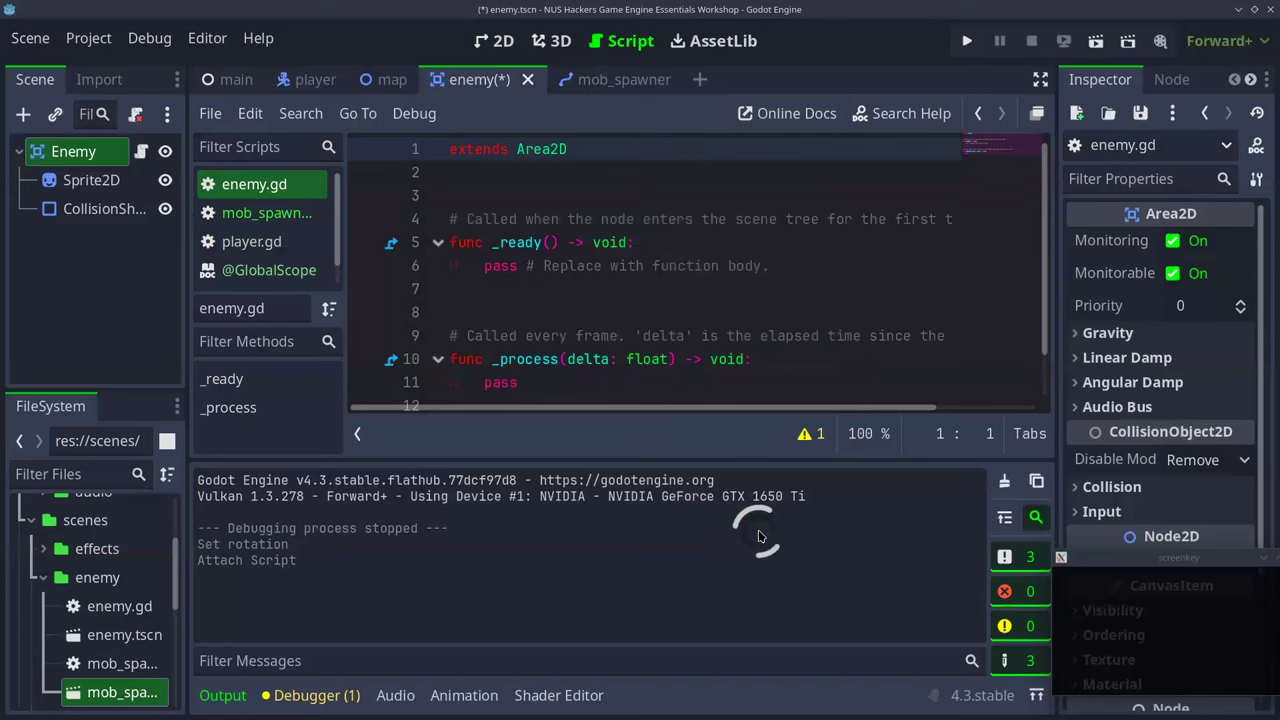 (*) enemy.tscn - NUS Hackers Game Engine Essentials Workshop - Godot Engine
Scene Project Debug Editor Help
2D 3D Script AssetLib
Forward+
Scene Import
main player map enemy(*) mob_spawner
Inspector Node
Fil
File Edit Search Go To Debug
Online Docs Search Help
Enemy
Sprite2D
CollisionSh...
Filter Scripts
enemy.gd
mob_spawn...
player.gd
@GlobalScope
enemy.gd
Filter Methods
_ready
_process
1 extends Area2D
2
3
4 # Called when the node enters the scene tree for the first t
5 func _ready() -> void:
6 pass # Replace with function body.
7
8
9 # Called every frame. 'delta' is the elapsed time since the
10 func _process(delta: float) -> void:
11 pass
12
1 100 % 1 : 1 Tabs
enemy.gd
Filter Properties
Area2D
Monitoring On
Monitorable On
Priority 0
Gravity
Linear Damp
Angular Damp
Audio Bus
CollisionObject2D
Disable Mod Remove
Collision
Input
Node2D
screenkey
CanvasItem
Visibility
Ordering
Texture
Material
Node
FileSystem
res://scenes/
Filter Files
audio
scenes
effects
enemy
enemy.gd
enemy.tscn
mob_spa...
mob_spa...
Godot Engine v4.3.stable.flathub.77dcf97d8 - https://godotengine.org
Vulkan 1.3.278 - Forward+ - Using Device #1: NVIDIA - NVIDIA GeForce GTX 1650 Ti
--- Debugging process stopped ---
Set rotation
Attach Script
3
0
0
3
Filter Messages
Output Debugger (1) Audio Animation Shader Editor
4.3.stable